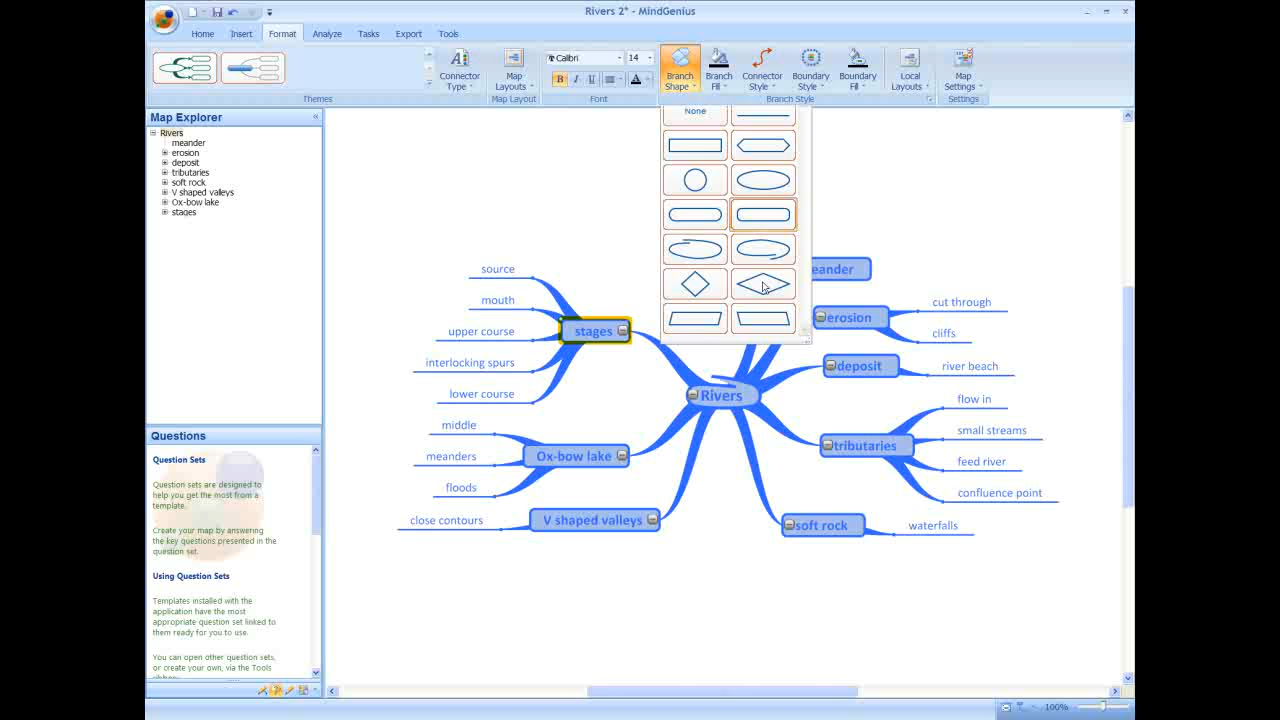 Rivers 2* - MindGenius
Home Insert Format Analyze Tasks Export Tools
Connector Type
Map Layouts
Calibri 14
B I U A
Branch Shape
Branch Fill
Connector Style
Boundary Style
Boundary Fill
Local Layouts
Map Settings
Themes Map Layout Font Branch Style Settings
Map Explorer
Rivers
meander
erosion
deposit
tributaries
soft rock
V shaped valleys
Ox-bow lake
stages
Questions
Question Sets
Question sets are designed to
help you get the most from a
template.
Create your map by answering
the key questions presented in the
question set.
Using Question Sets
Templates installed with the
application have the most
appropriate question set linked to
them ready for you to use.
You can open other question sets,
or create your own, via the Tools
ribbon.
None
source
mouth
upper course
interlocking spurs
lower course
stages
middle
meanders
floods
Ox-bow lake
close contours
V shaped valleys
Rivers
eander
erosion
cut through
cliffs
deposit
river beach
tributaries
flow in
small streams
feed river
confluence point
soft rock
waterfalls
100%